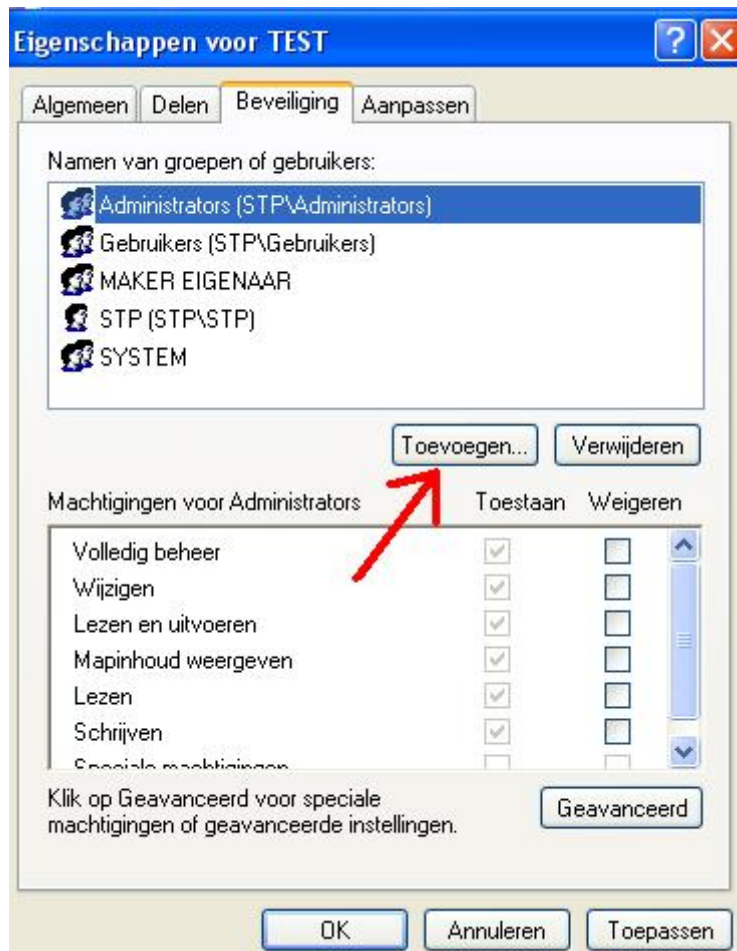 Eigenschappen voor TEST
Algemeen Delen Beveiliging Aanpassen
Namen van groepen of gebruikers:
Administrators (STP\Administrators)
Gebruikers (STP\Gebruikers)
MAKER EIGENAAR
STP (STP\STP)
SYSTEM
Toevoegen... Verwijderen
Machtigingen voor Administrators Toestaan Weigeren
Volledig beheer
Wijzigen
Lezen en uitvoeren
Mapinhoud weergeven
Lezen
Schrijven
Speciale machtigingen
Klik op Geavanceerd voor speciale
machtigingen of geavanceerde instellingen.
Geavanceerd
OK Annuleren Toepassen